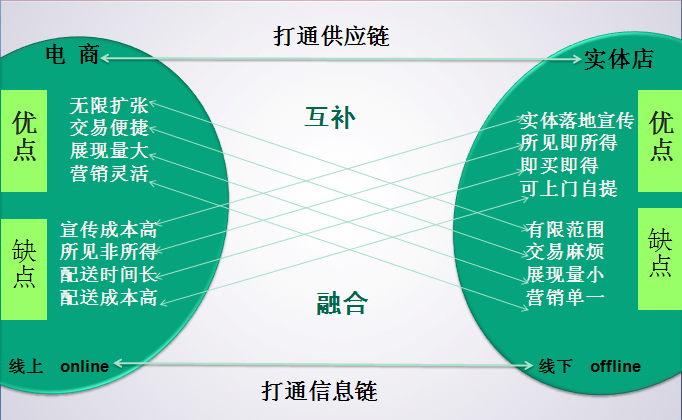 打通供应链
电 商
实体店
优点
无限扩张
交易便捷
展现量大
营销灵活
互补
实体落地宣传
所见即所得
即买即得
可上门自提
优点
缺点
宣传成本高
所见非所得
配送时间长
配送成本高
融合
有限范围
交易麻烦
展现量小
营销单一
缺点
线上 online
线下 offline
打通信息链